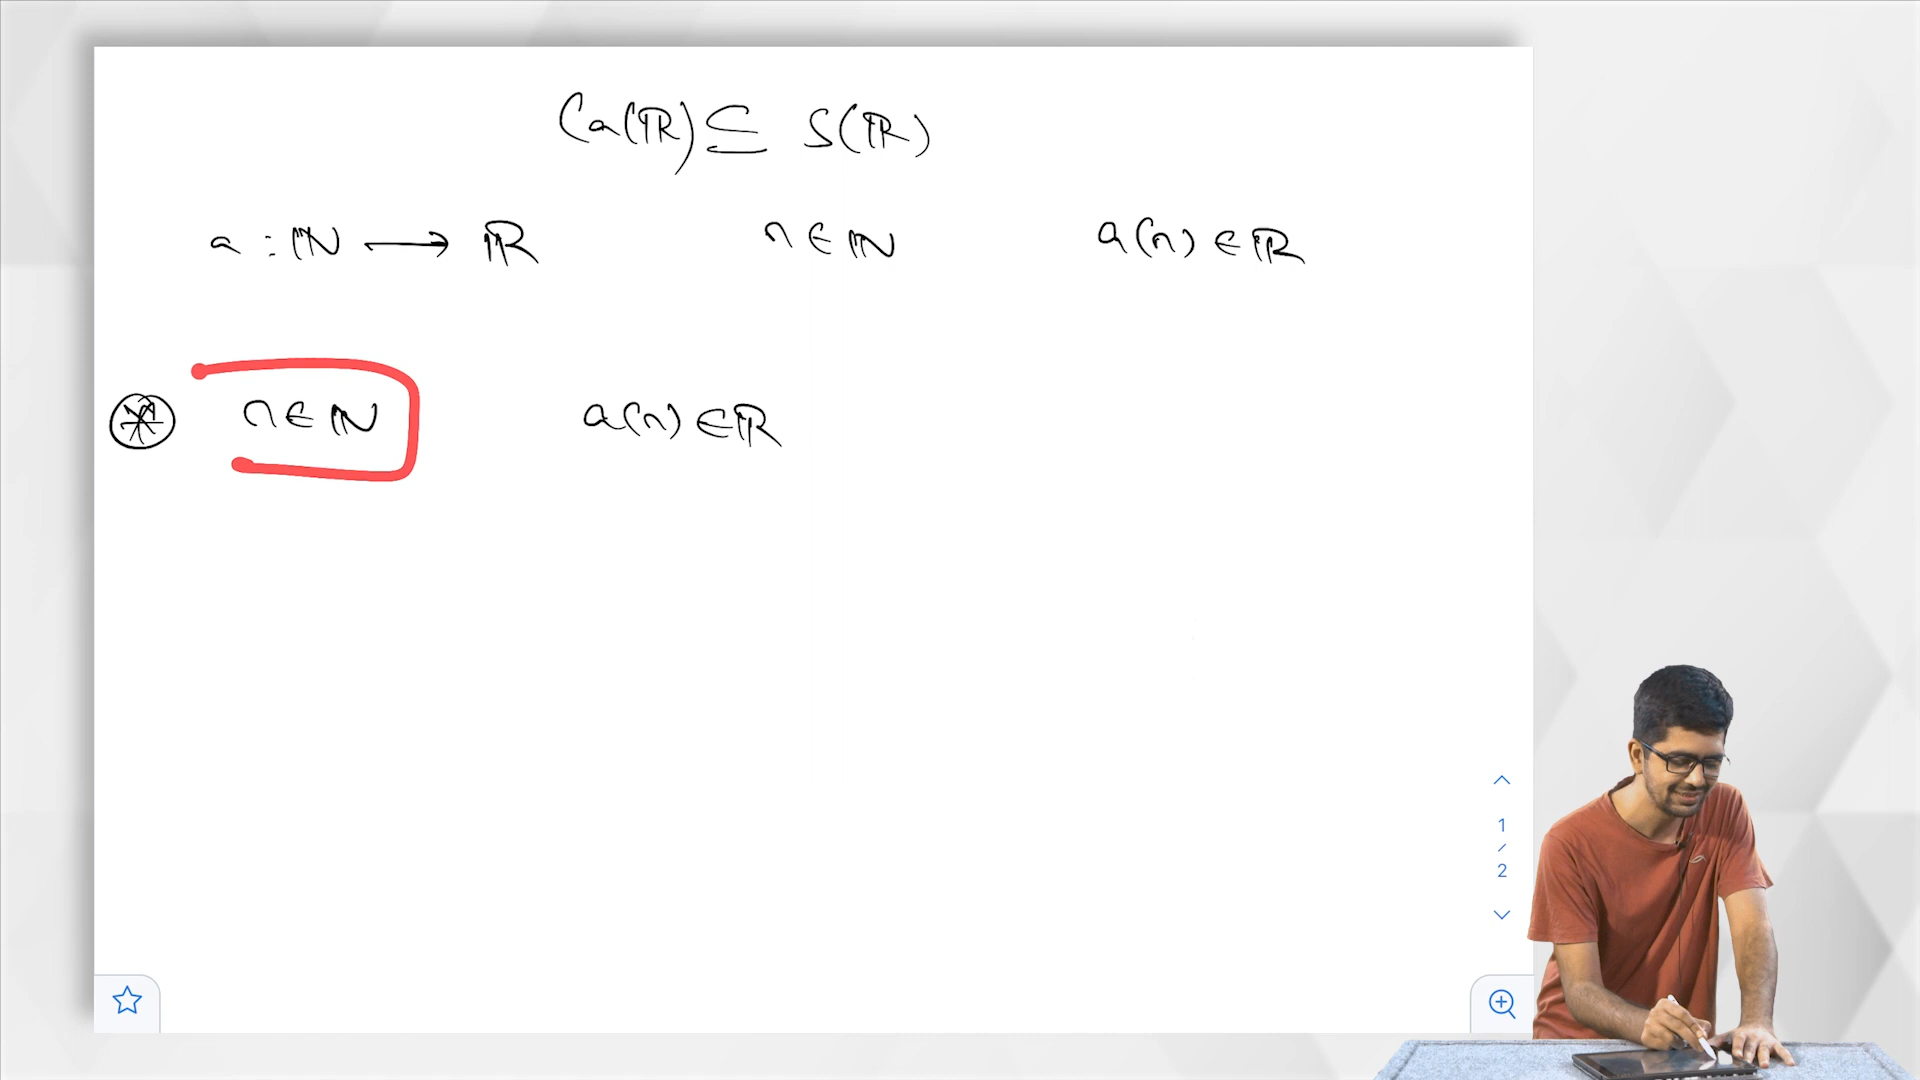 Ca(ℝ) ⊆ S(ℝ)
a : ℕ ⟶ ℝ n ∈ ℕ a(n) ∈ ℝ
* n ∈ ℕ a(n) ∈ ℝ
1
/
2